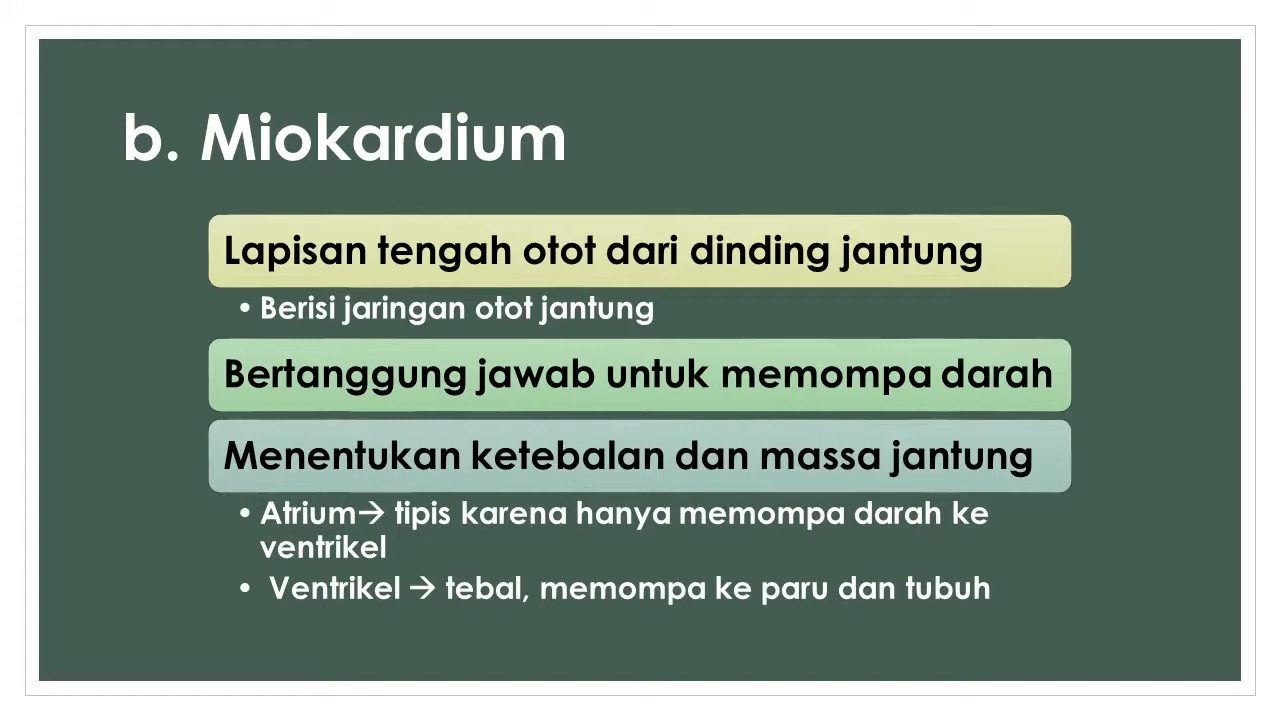 b. Miokardium
Lapisan tengah otot dari dinding jantung
• Berisi jaringan otot jantung
Bertanggung jawab untuk memompa darah
Menentukan ketebalan dan massa jantung
• Atrium→ tipis karena hanya memompa darah ke
ventrikel
• Ventrikel → tebal, memompa ke paru dan tubuh